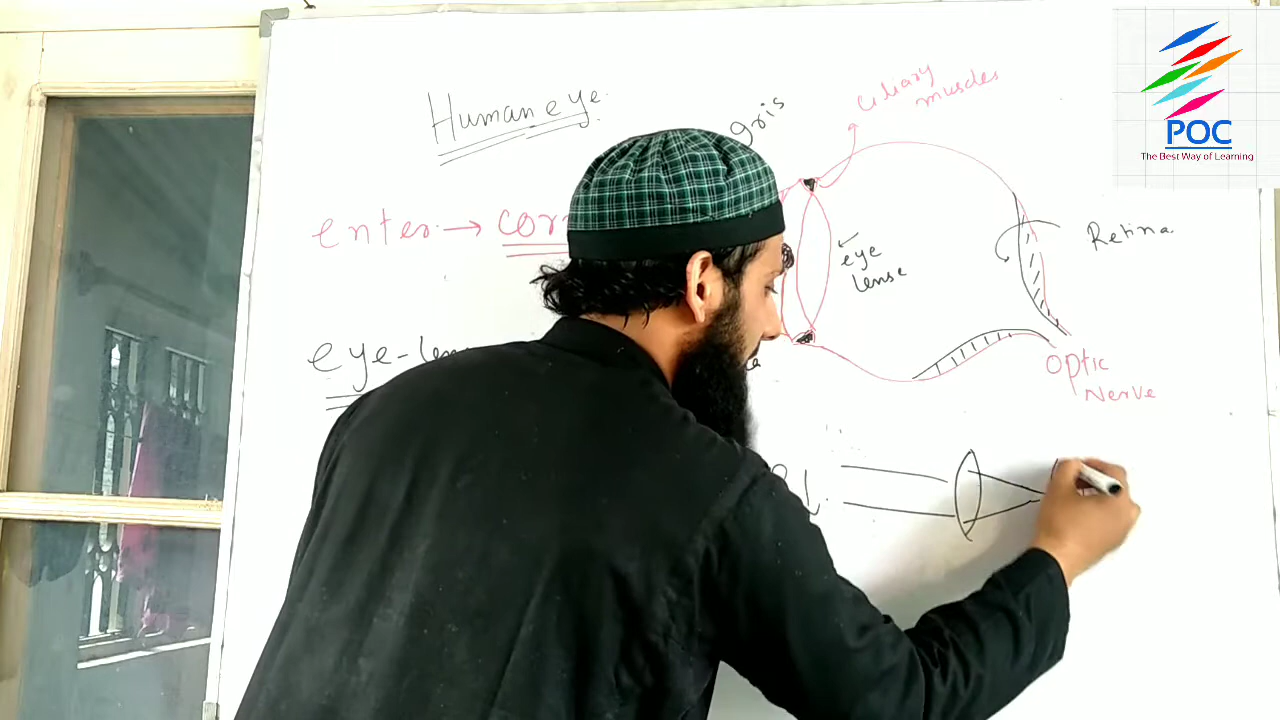 Human eye
Iris
Ciliary
muscles
enter → cor
eye
lense
Retina
eye-len
Optic
Nerve
POC
The Best Way of Learning